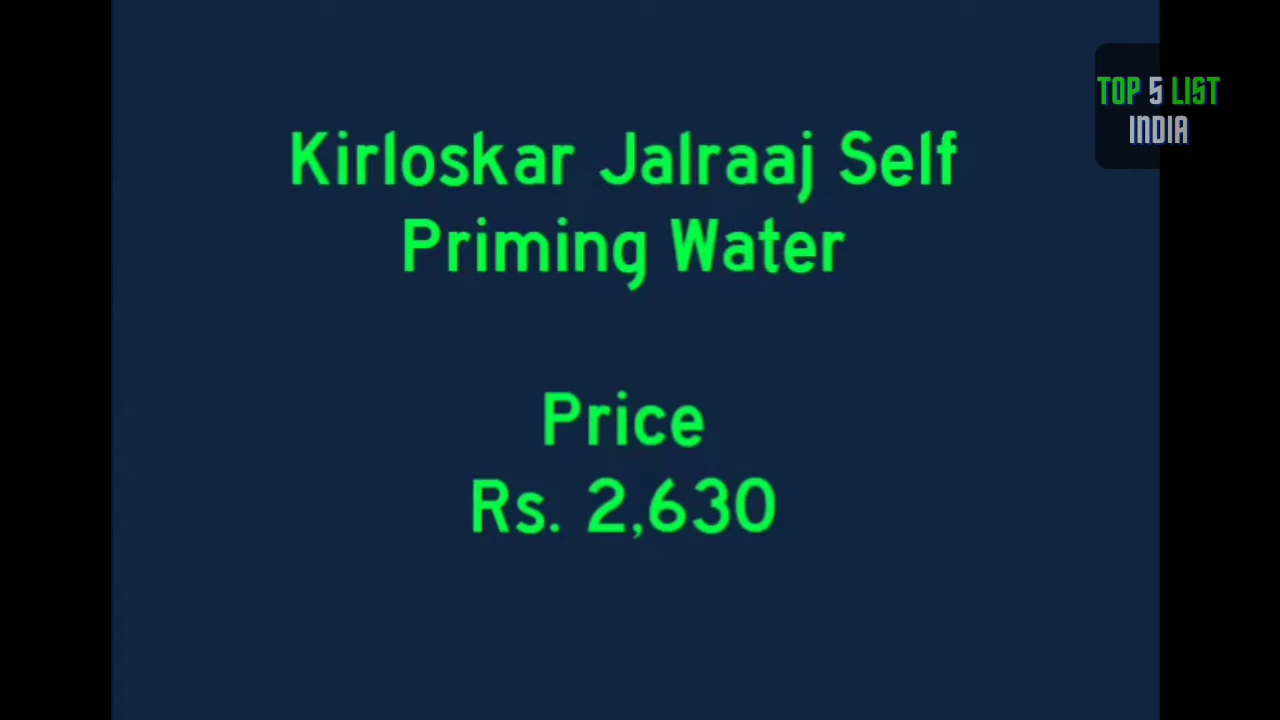 Kirloskar Jalraaj Self
Priming Water
Price
Rs. 2,630
TOP 5 LIST
INDIA